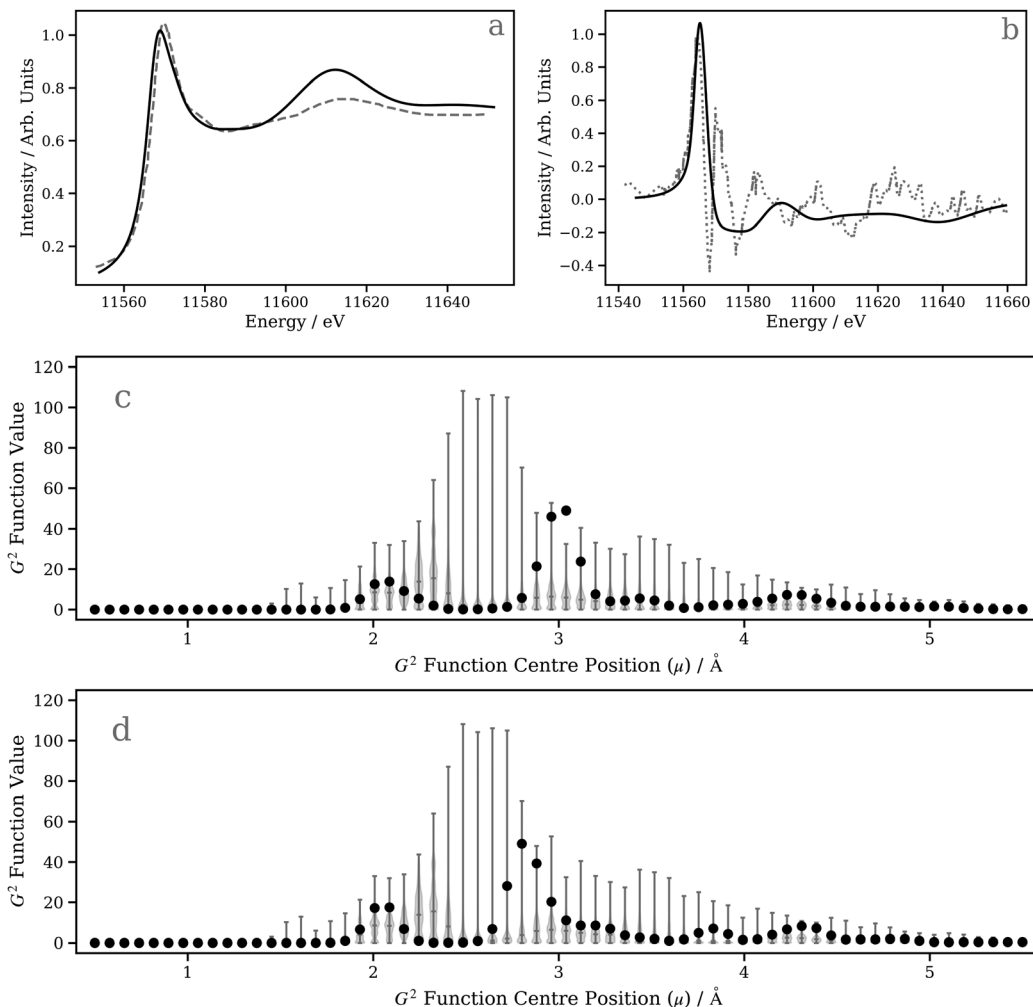 a
Intensity / Arb. Units
1.0
0.8
0.6
0.4
0.2
11560 11580 11600 11620 11640
Energy / eV
b
Intensity / Arb. Units
1.0
0.8
0.6
0.4
0.2
0.0
−0.2
−0.4
11540 11560 11580 11600 11620 11640 11660
Energy / eV
c
G² Function Value
120
100
80
60
40
20
0
1 2 3 4 5
G² Function Centre Position (μ) / Å
d
G² Function Value
120
100
80
60
40
20
0
1 2 3 4 5
G² Function Centre Position (μ) / Å